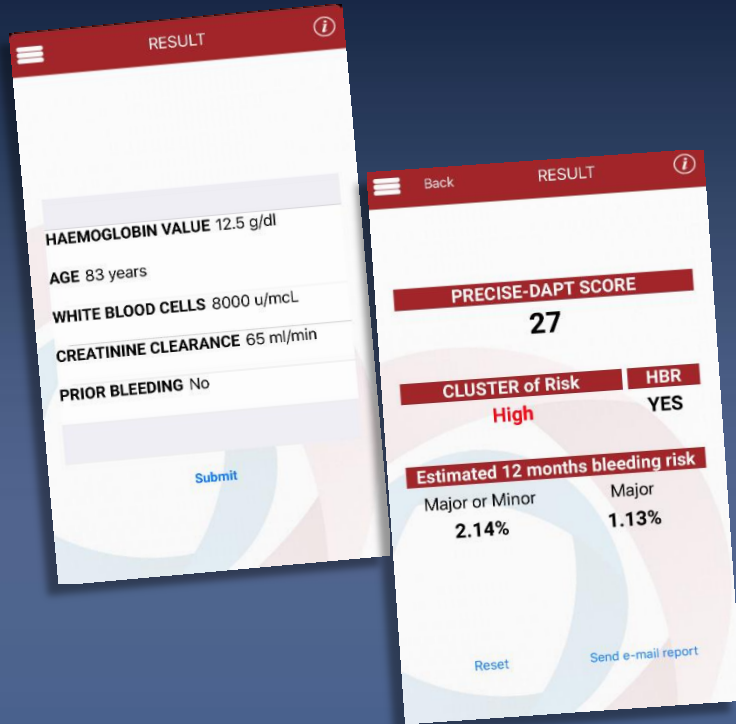 RESULT
HAEMOGLOBIN VALUE 12.5 g/dl
AGE 83 years
WHITE BLOOD CELLS 8000 u/mcL
CREATININE CLEARANCE 65 ml/min
PRIOR BLEEDING No
Submit
Back RESULT
PRECISE-DAPT SCORE
27
CLUSTER of Risk HBR
High YES
Estimated 12 months bleeding risk
Major or Minor Major
2.14% 1.13%
Reset Send e-mail report